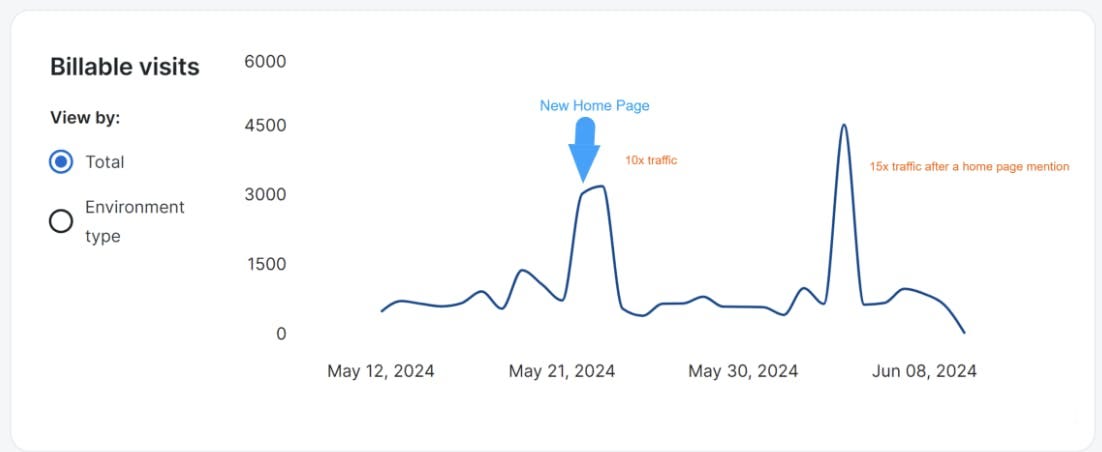 Billable visits
View by:
Total
Environment
type
6000
4500
3000
1500
0
New Home Page
10x traffic
15x traffic after a home page mention
May 12, 2024
May 21, 2024
May 30, 2024
Jun 08, 2024